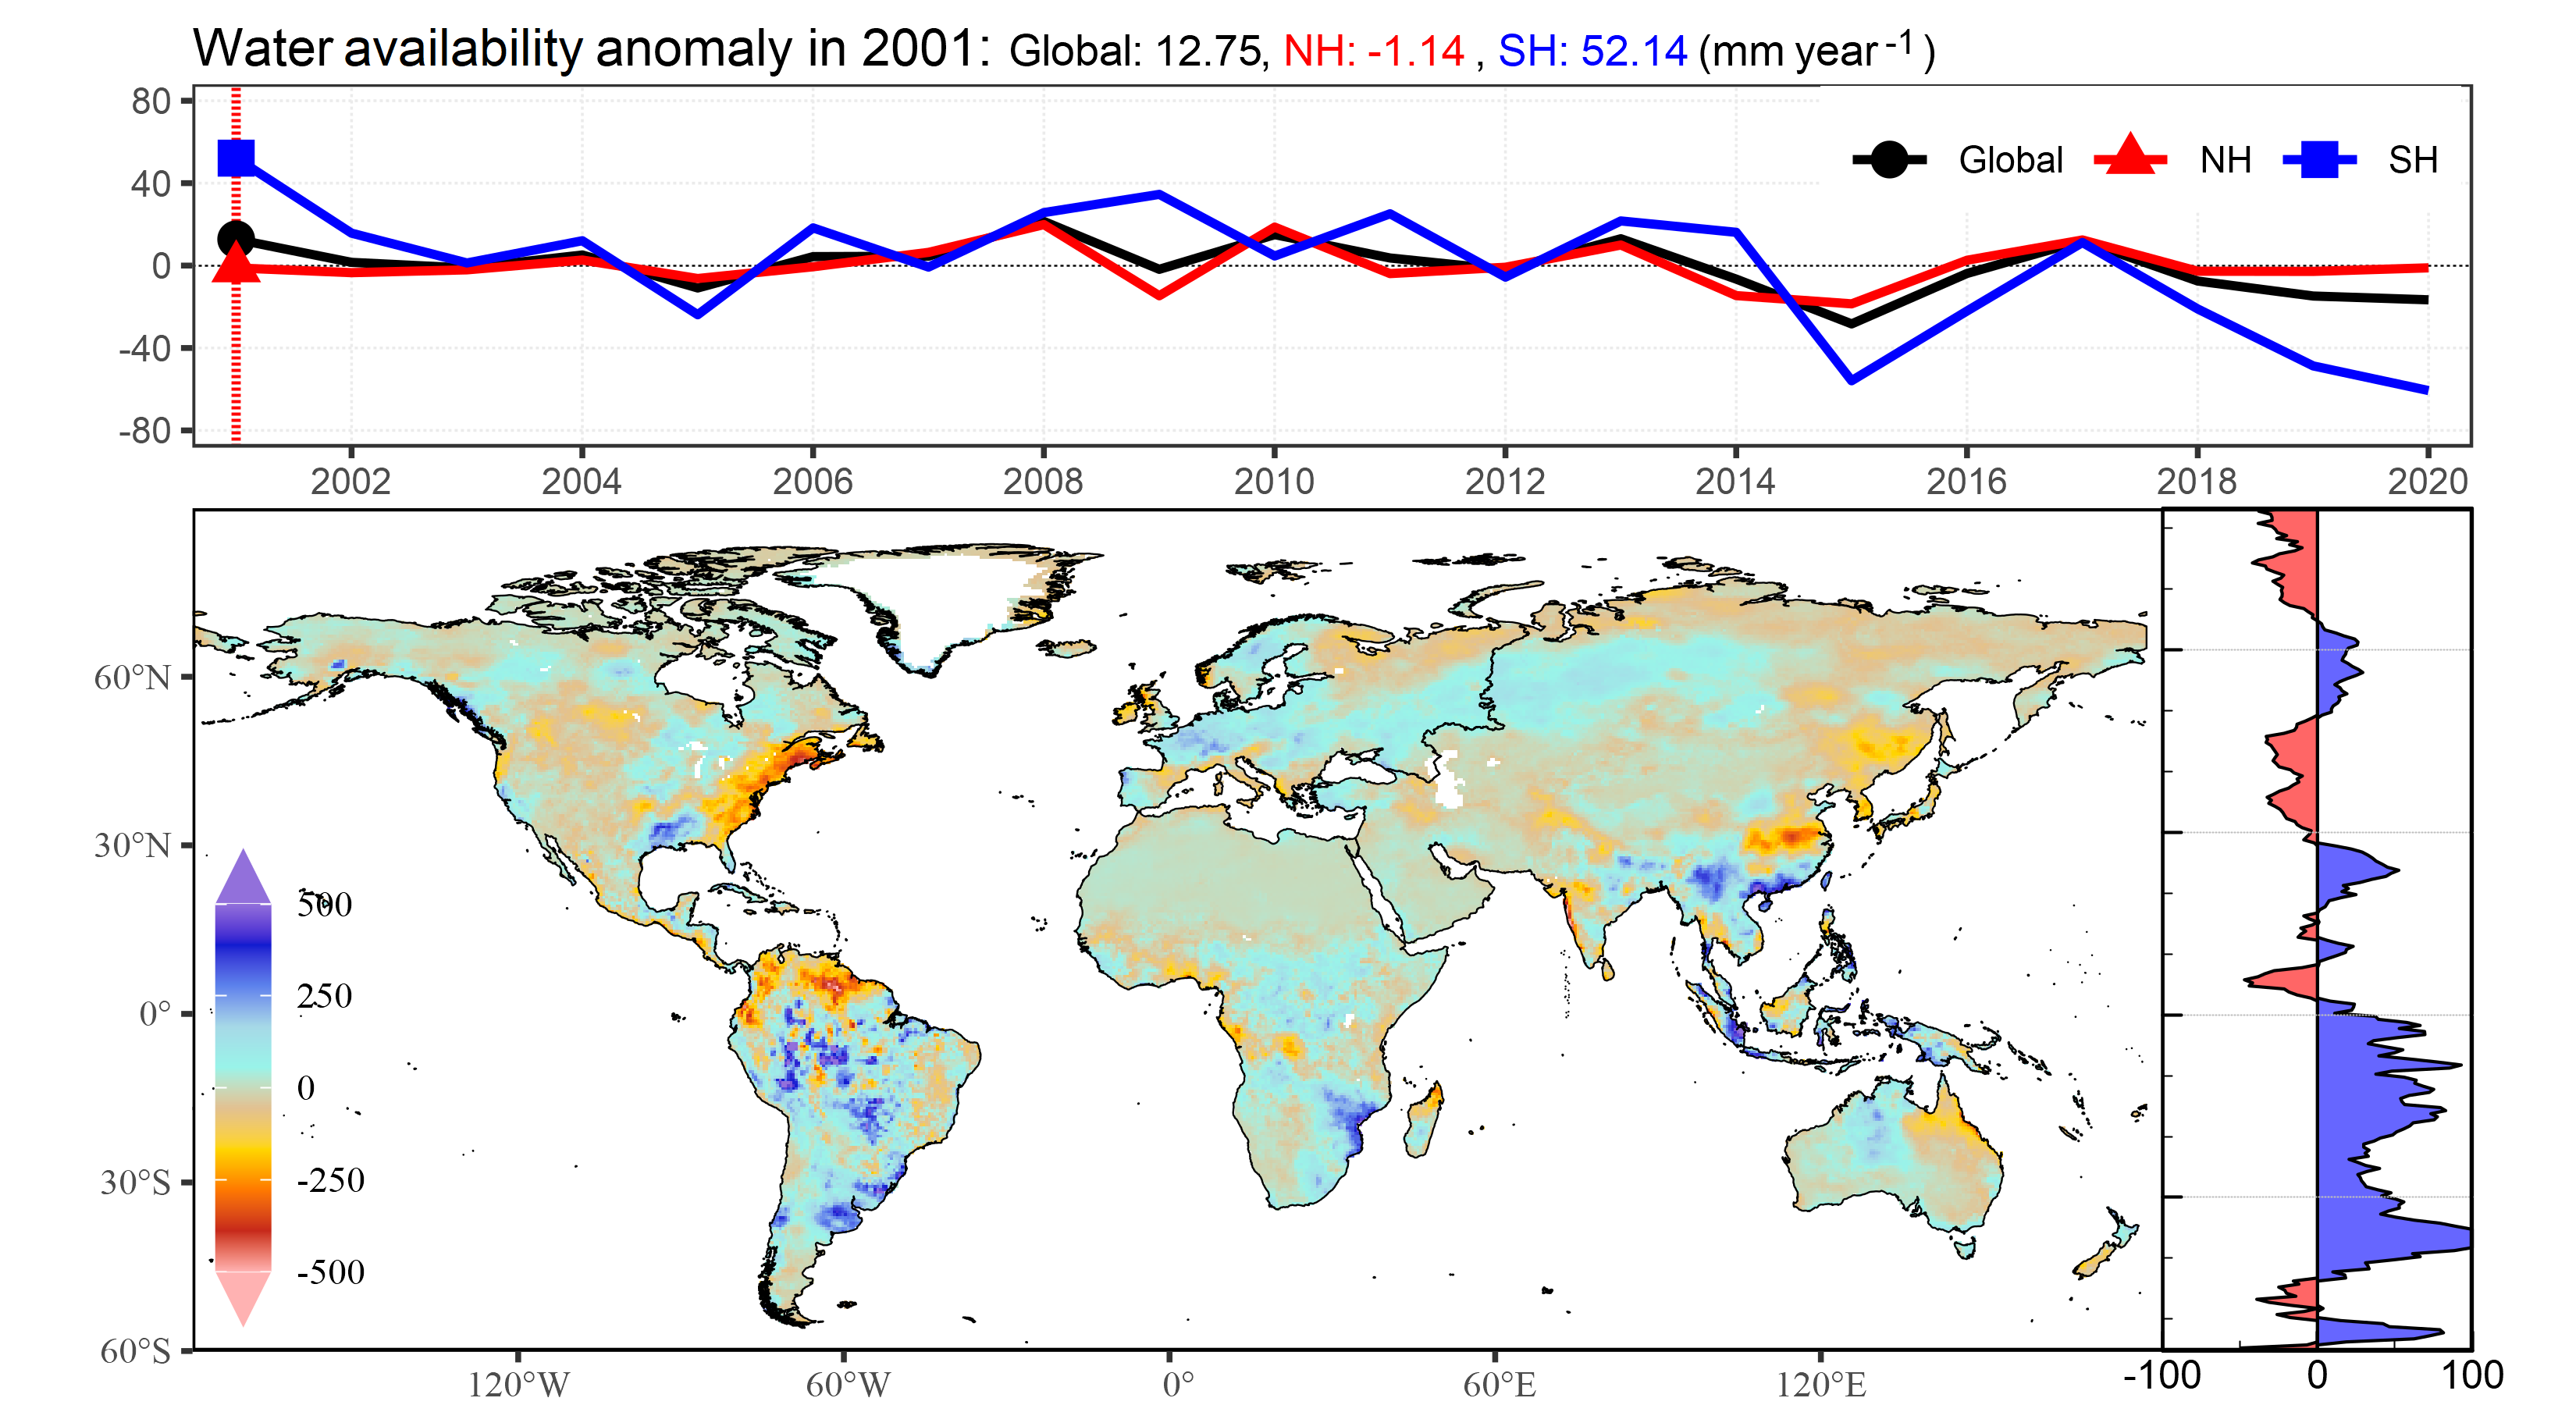 Water availability anomaly in 2001: Global: 12.75, NH: -1.14 , SH: 52.14 (mm year⁻¹ )
80
40
0
-40
-80
Global NH SH
2002 2004 2006 2008 2010 2012 2014 2016 2018 2020
60°N
30°N
0°
30°S
60°S
500
250
0
-250
-500
120°W 60°W 0° 60°E 120°E
-100 0 100